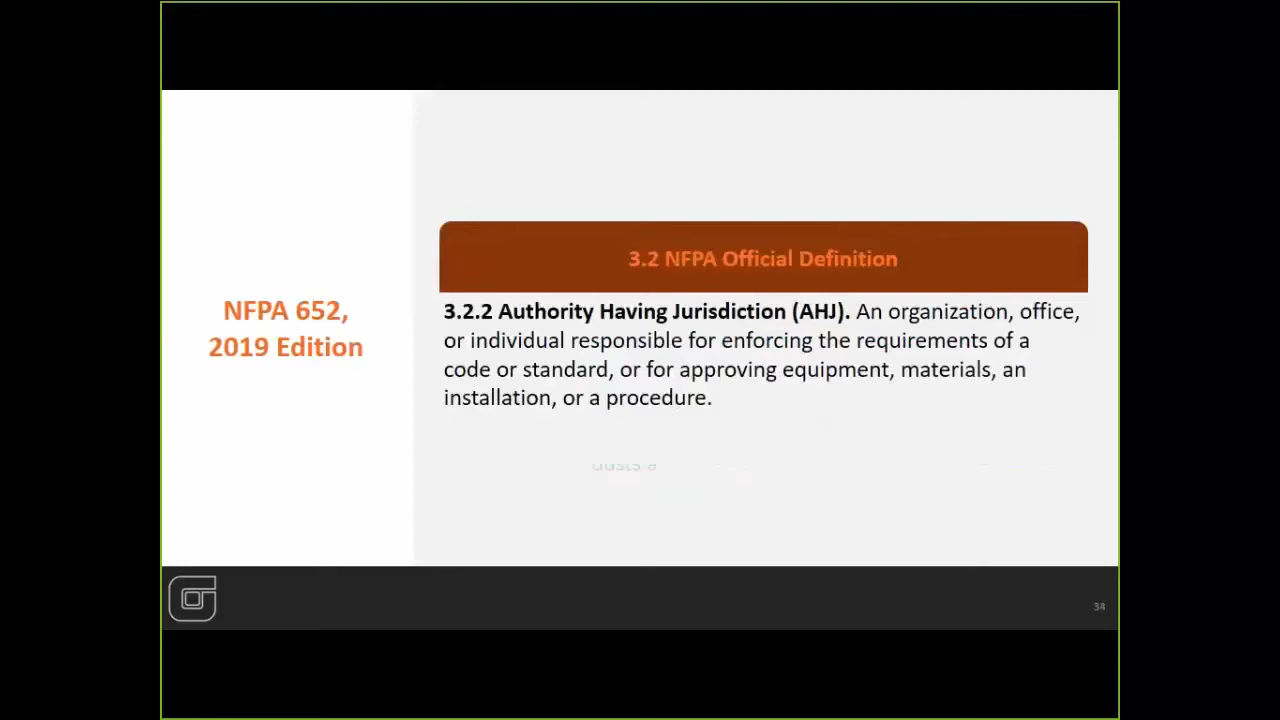 NFPA 652,
2019 Edition
3.2 NFPA Official Definition
3.2.2 Authority Having Jurisdiction (AHJ). An organization, office,
or individual responsible for enforcing the requirements of a
code or standard, or for approving equipment, materials, an
installation, or a procedure.
34